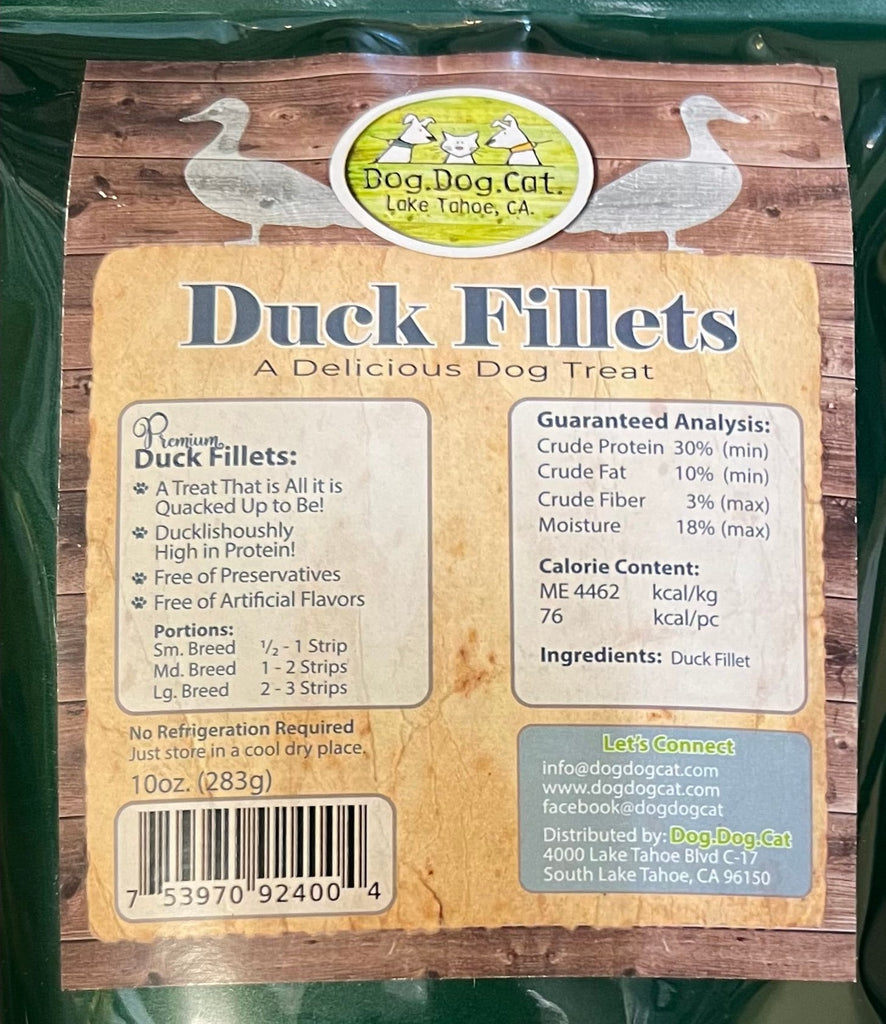 Dog.Dog.Cat.
Lake Tahoe, CA.
Duck Fillets
A Delicious Dog Treat
Premium
Duck Fillets:
A Treat That is All it is
Quacked Up to Be!
Ducklishoushly
High in Protein!
Free of Preservatives
Free of Artificial Flavors
Portions:
Sm. Breed ½ - 1 Strip
Md. Breed 1 - 2 Strips
Lg. Breed 2 - 3 Strips
No Refrigeration Required
Just store in a cool dry place.
10oz. (283g)
7 53970 92400 4
Guaranteed Analysis:
Crude Protein 30% (min)
Crude Fat 10% (min)
Crude Fiber 3% (max)
Moisture 18% (max)
Calorie Content:
ME 4462 kcal/kg
76 kcal/pc
Ingredients: Duck Fillet
Let's Connect
info@dogdogcat.com
www.dogdogcat.com
facebook@dogdogcat
Distributed by: Dog.Dog.Cat
4000 Lake Tahoe Blvd C-17
South Lake Tahoe, CA 96150